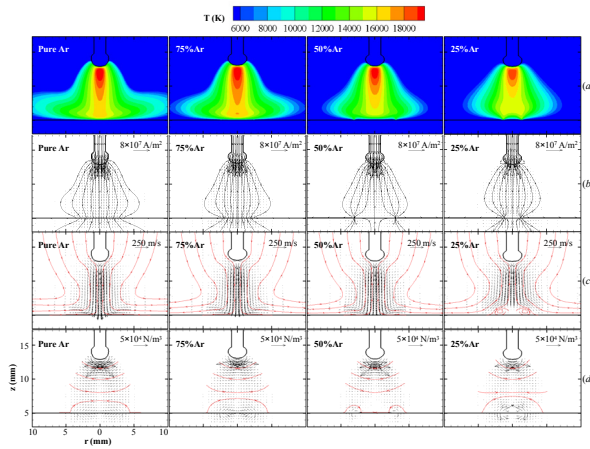 T (K)
6000 8000 10000 12000 14000 16000 18000
Pure Ar 75%Ar 50%Ar 25%Ar (a
Pure Ar 8×10⁷ A/m² 75%Ar 8×10⁷ A/m² 50%Ar 8×10⁷ A/m² 25%Ar 8×10⁷ A/m² (b
Pure Ar 250 m/s 75%Ar 250 m/s 50%Ar 250 m/s 25%Ar 250 m/s (c
Pure Ar 5×10⁴ N/m³ 75%Ar 5×10⁴ N/m³ 50%Ar 5×10⁴ N/m³ 25%Ar 5×10⁴ N/m³ (d
15
10
5
z (mm)
10 5 0 5 10
r (mm)